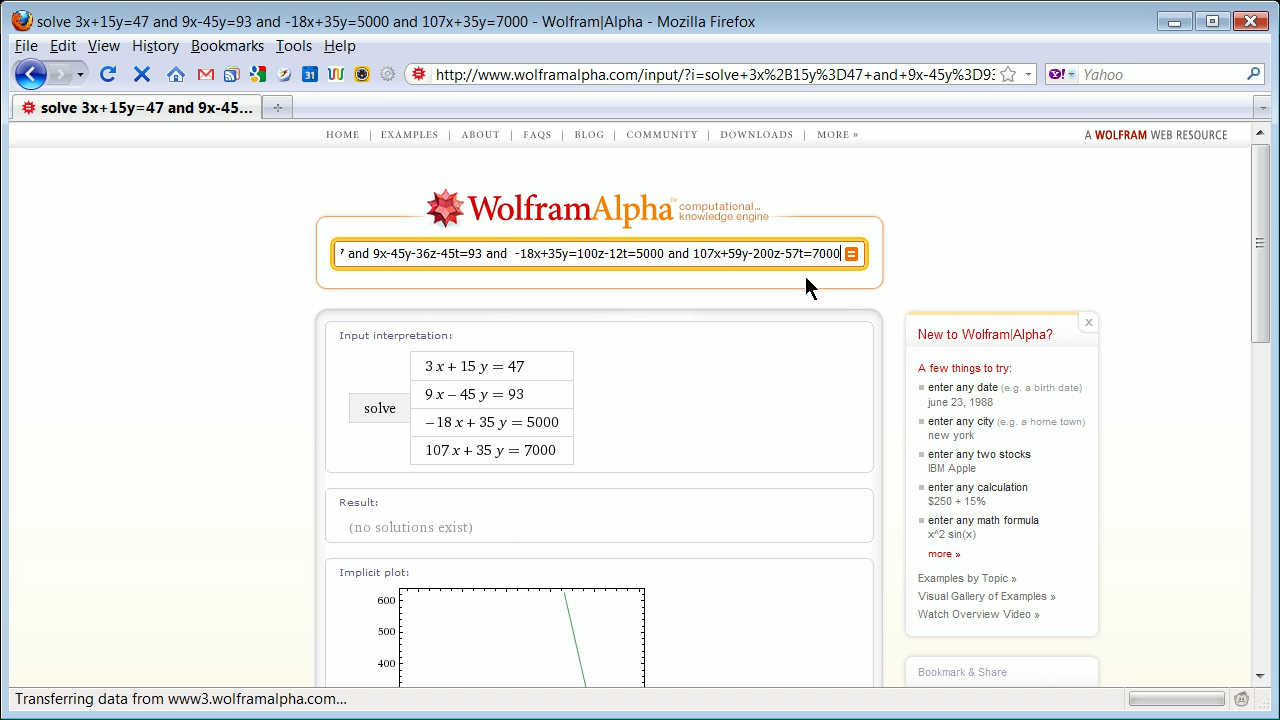 solve 3x+15y=47 and 9x-45y=93 and -18x+35y=5000 and 107x+35y=7000 - Wolfram|Alpha - Mozilla Firefox
File Edit View History Bookmarks Tools Help
31 http://www.wolframalpha.com/input/?i=solve+3x%2B15y%3D47+and+9x-45y%3D9 Y! Yahoo
solve 3x+15y=47 and 9x-45...
HOME | EXAMPLES | ABOUT | FAQS | BLOG | COMMUNITY | DOWNLOADS | MORE »
A WOLFRAM WEB RESOURCE
WolframAlpha™ computational...
knowledge engine
and 9x-45y-36z-45t=93 and -18x+35y=100z-12t=5000 and 107x+59y-200z-57t=7000
Input interpretation:
solve
3 x + 15 y = 47
9 x – 45 y = 93
–18 x + 35 y = 5000
107 x + 35 y = 7000
Result:
(no solutions exist)
Implicit plot:
600
500
400
New to Wolfram|Alpha?
A few things to try:
enter any date (e.g. a birth date)
june 23, 1988
enter any city (e.g. a home town)
new york
enter any two stocks
IBM Apple
enter any calculation
$250 + 15%
enter any math formula
x^2 sin(x)
more »
Examples by Topic »
Visual Gallery of Examples »
Watch Overview Video »
Bookmark & Share
Transferring data from www3.wolframalpha.com...